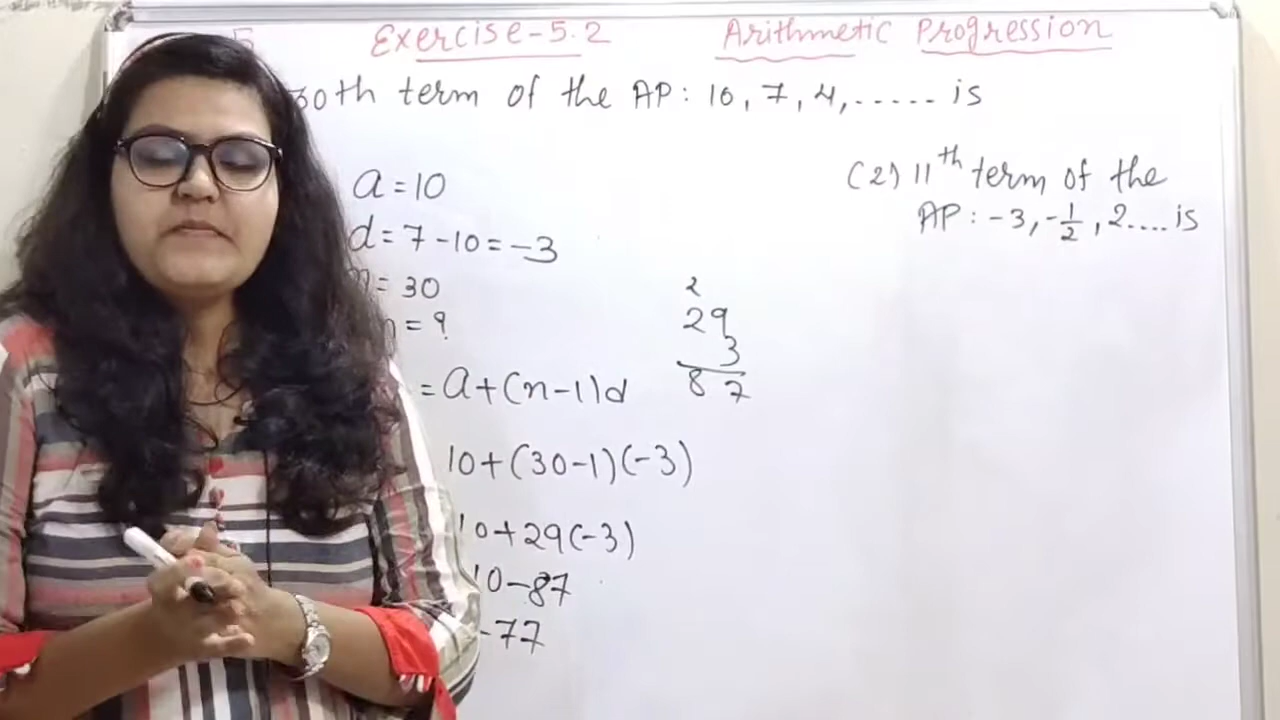 Exercise-5.2 Arithmetic Progression
30th term of the AP: 10, 7, 4, ...... is
a = 10
d = 7 - 10 = -3
= 30
n = ?
= a + (n-1)d
10 + (30-1)(-3)
10 + 29(-3)
10 - 87
-77
2
29
3
87
(2) 11th term of the
AP: -3, -1/2, 2.... is